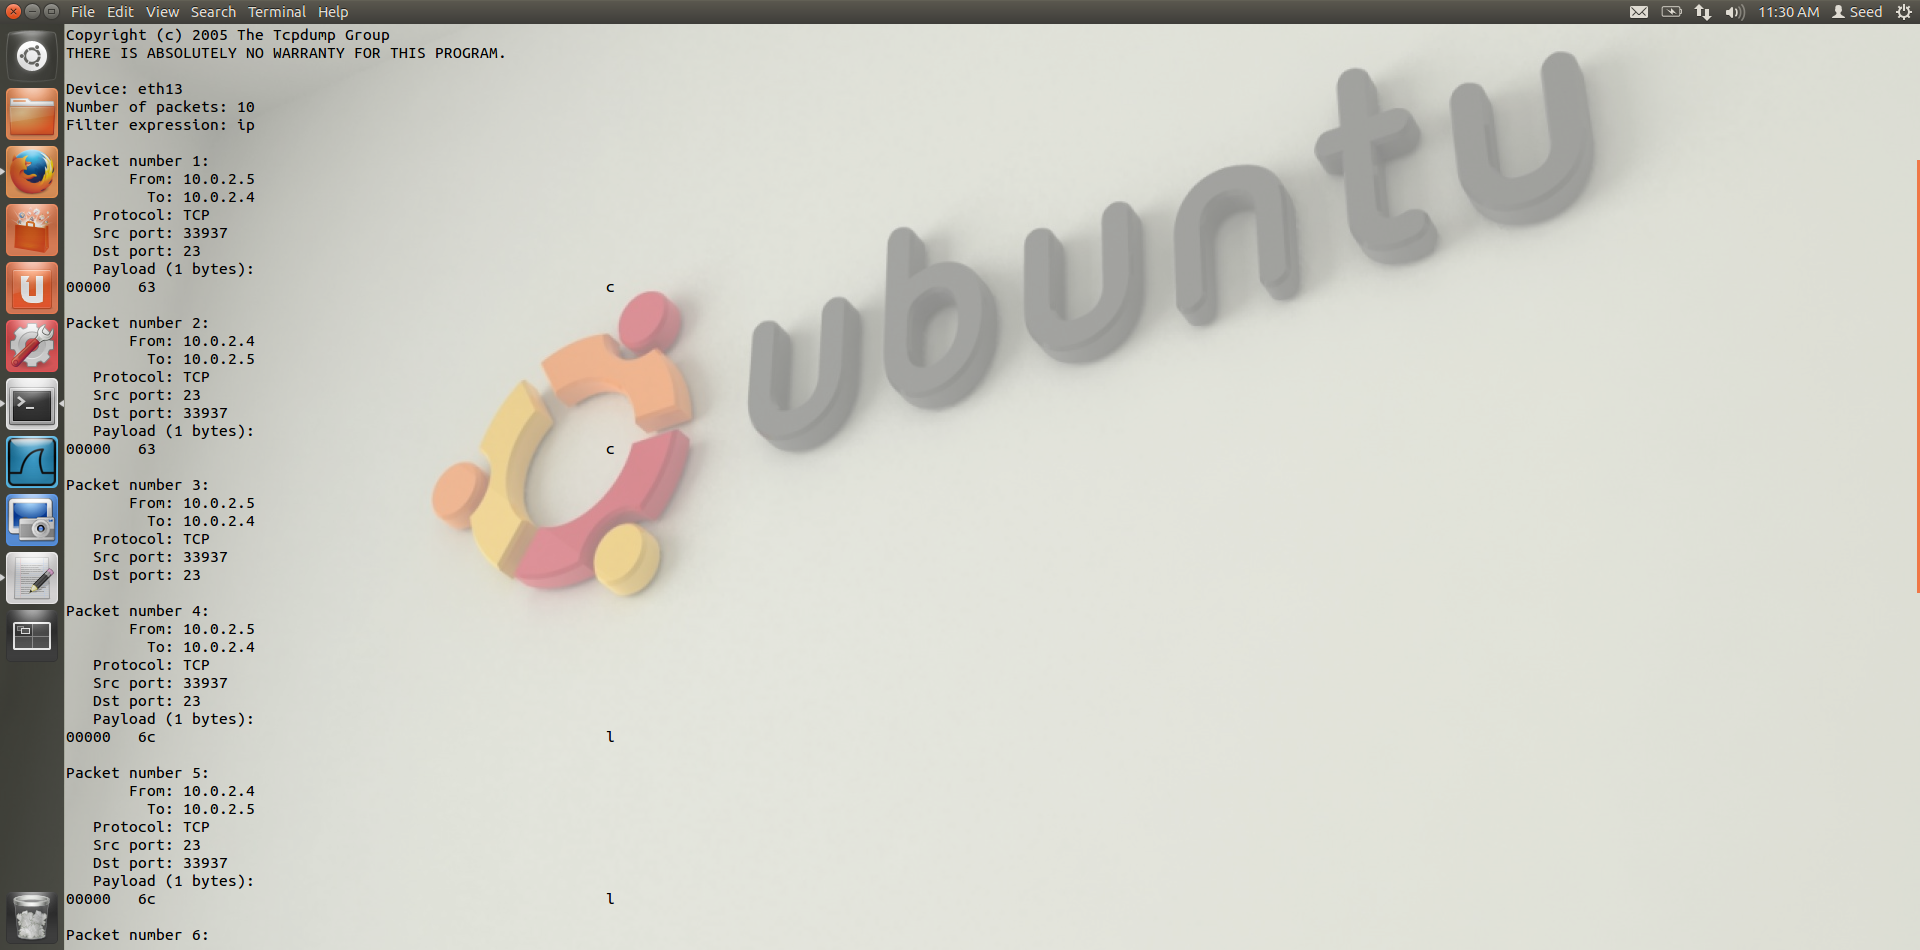 File Edit View Search Terminal Help
11:30 AM Seed
Copyright (c) 2005 The Tcpdump Group
THERE IS ABSOLUTELY NO WARRANTY FOR THIS PROGRAM.
Device: eth13
Number of packets: 10
Filter expression: ip
Packet number 1:
From: 10.0.2.5
To: 10.0.2.4
Protocol: TCP
Src port: 33937
Dst port: 23
Payload (1 bytes):
00000 63 c
Packet number 2:
From: 10.0.2.4
To: 10.0.2.5
Protocol: TCP
Src port: 23
Dst port: 33937
Payload (1 bytes):
00000 63 c
Packet number 3:
From: 10.0.2.5
To: 10.0.2.4
Protocol: TCP
Src port: 33937
Dst port: 23
Packet number 4:
From: 10.0.2.5
To: 10.0.2.4
Protocol: TCP
Src port: 33937
Dst port: 23
Payload (1 bytes):
00000 6c l
Packet number 5:
From: 10.0.2.4
To: 10.0.2.5
Protocol: TCP
Src port: 23
Dst port: 33937
Payload (1 bytes):
00000 6c l
Packet number 6:
ubuntu